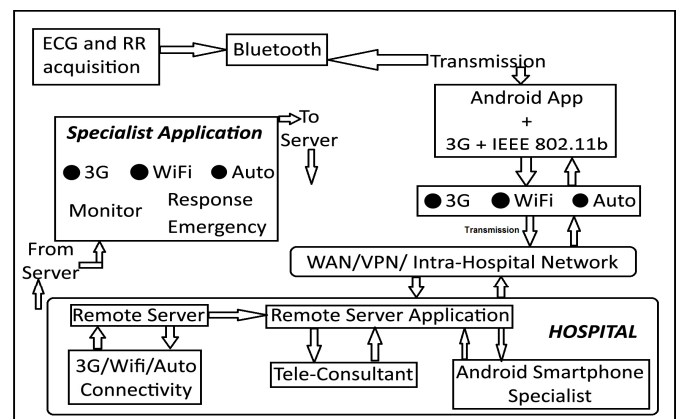 ECG and RR
acquisition
Bluetooth
Transmission
Android App
+
3G + IEEE 802.11b
To
Server
Specialist Application
3G WiFi Auto
Monitor
Response
Emergency
3G WiFi Auto
Transmission
From
Server
WAN/VPN/ Intra-Hospital Network
Remote Server
Remote Server Application
HOSPITAL
3G/Wifi/Auto
Connectivity
Tele-Consultant
Android Smartphone
Specialist